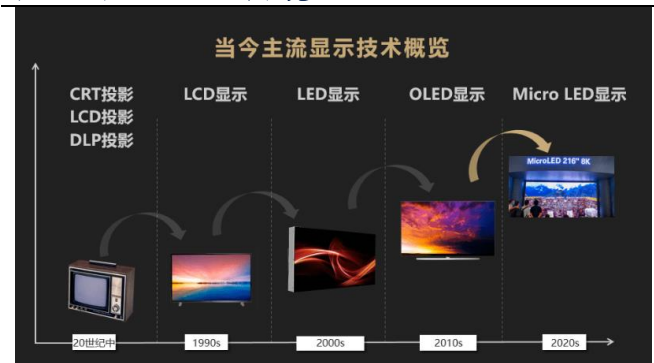 当今主流显示技术概览
CRT投影
LCD投影
DLP投影
LCD显示
LED显示
OLED显示
Micro LED显示
MicroLED 216" 8K
20世纪中
1990s
2000s
2010s
2020s